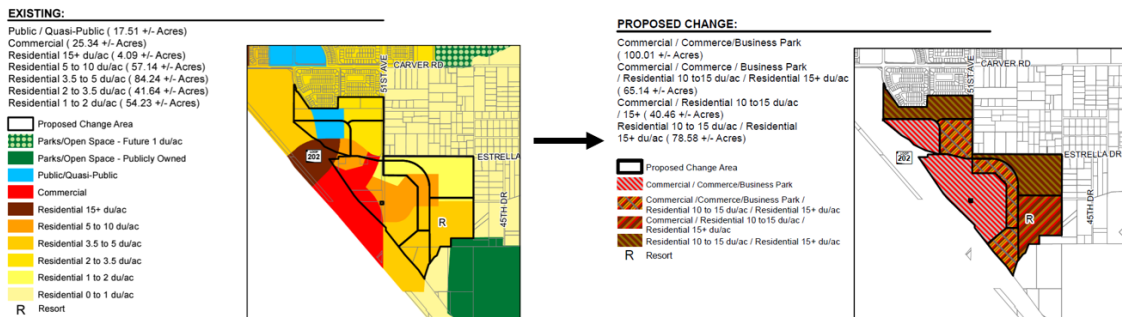 EXISTING:
Public / Quasi-Public ( 17.51 +/- Acres)
Commercial ( 25.34 +/- Acres)
Residential 15+ du/ac ( 4.09 +/- Acres)
Residential 5 to 10 du/ac ( 57.14 +/- Acres)
Residential 3.5 to 5 du/ac ( 84.24 +/- Acres)
Residential 2 to 3.5 du/ac ( 41.64 +/- Acres)
Residential 1 to 2 du/ac ( 54.23 +/- Acres)
Proposed Change Area
Parks/Open Space - Future 1 du/ac
Parks/Open Space - Publicly Owned
Public/Quasi-Public
Commercial
Residential 15+ du/ac
Residential 5 to 10 du/ac
Residential 3.5 to 5 du/ac
Residential 2 to 3.5 du/ac
Residential 1 to 2 du/ac
Residential 0 to 1 du/ac
R Resort
51ST AVE
CARVER RD
LOOP
202
ESTRELLA
R
45TH DR
PROPOSED CHANGE:
Commercial / Commerce/Business Park
( 100.01 +/- Acres)
Commercial / Commerce / Business Park
/ Residential 10 to15 du/ac / Residential 15+ du/ac
( 65.14 +/- Acres)
Commercial / Residential 10 to15 du/ac
/ 15+ ( 40.46 +/- Acres)
Residential 10 to 15 du/ac / Residential
15+ du/ac ( 78.58 +/- Acres)
Proposed Change Area
Commercial / Commerce/Business Park
Commercial /Commerce/Business Park /
Residential 10 to 15 du/ac / Residential 15+ du/ac
Commercial / Residential 10 to15 du/ac /
Residential 15+ du/ac
Residential 10 to 15 du/ac / Residential 15+ du/ac
R Resort
51ST AVE
CARVER RD
LOOP
202
ESTRELLA DR
R
45TH DR